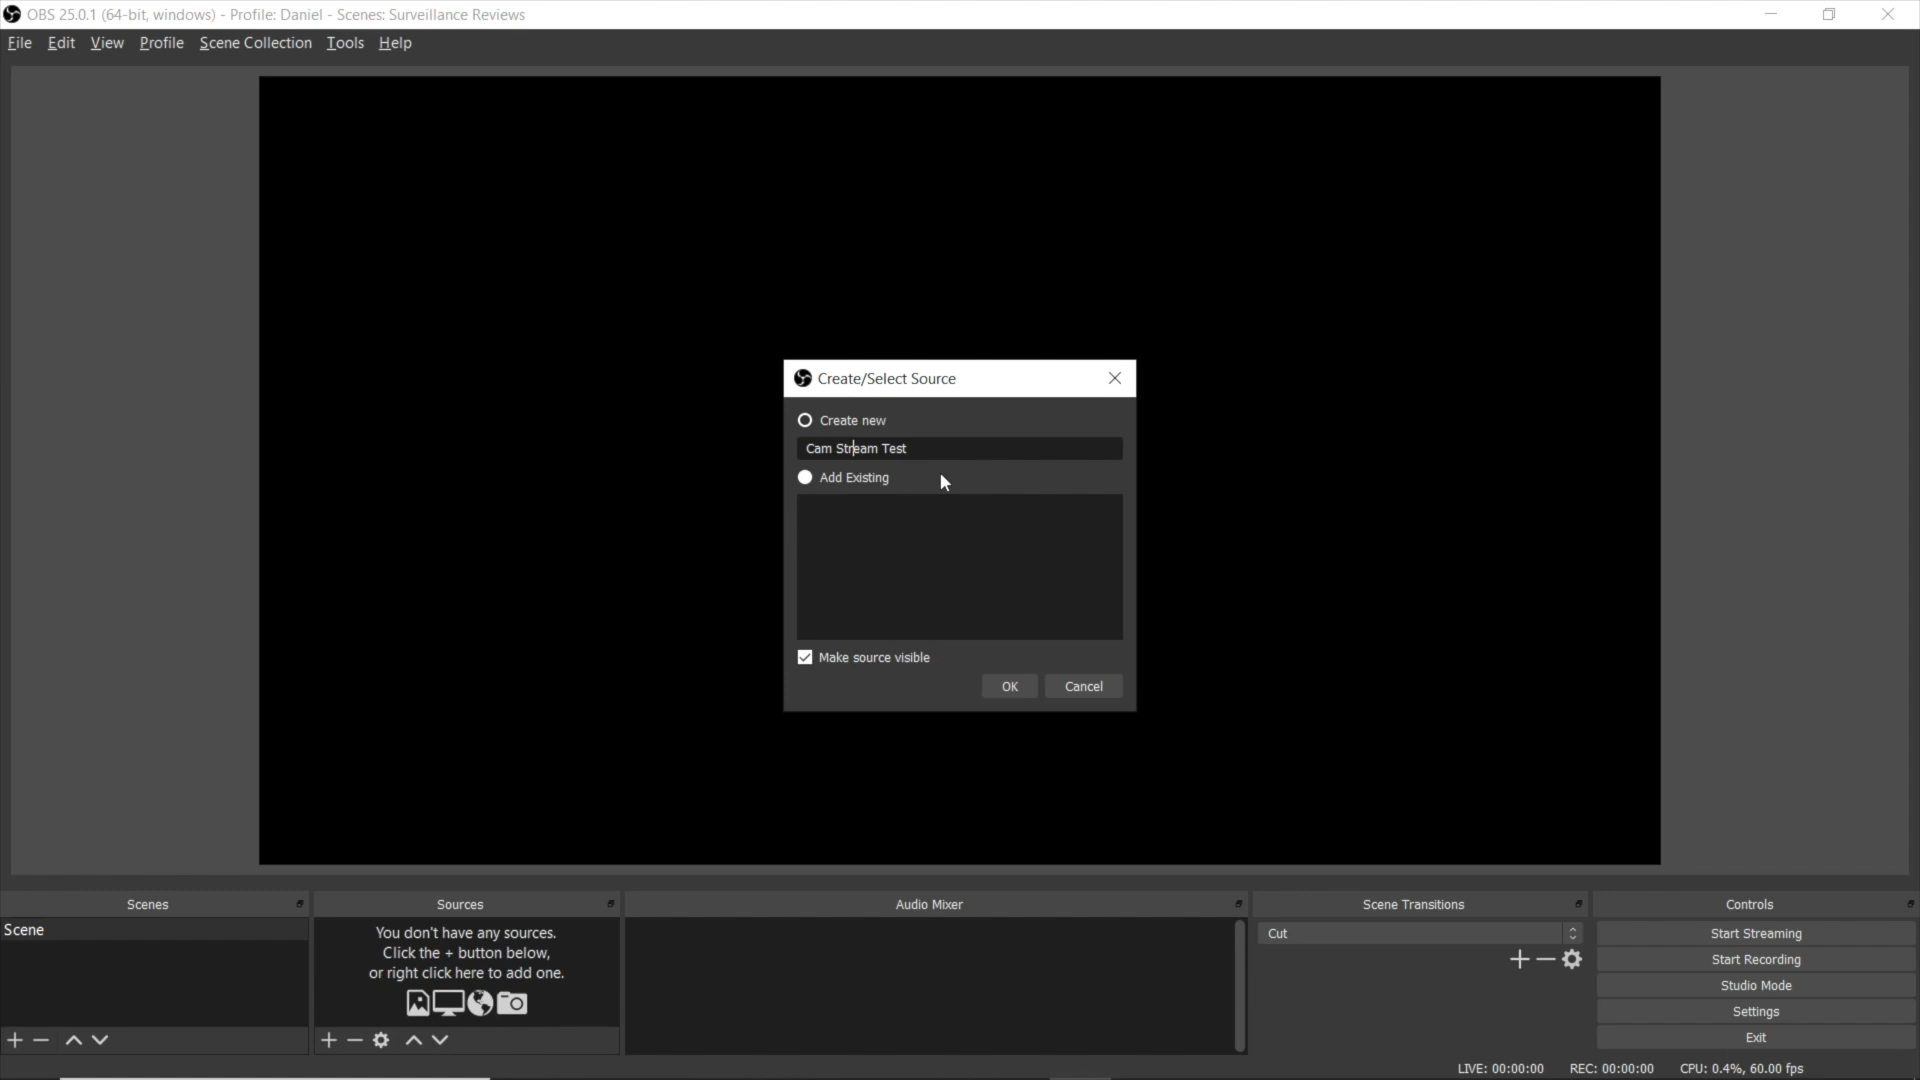 OBS 25.0.1 (64-bit, windows) - Profile: Daniel - Scenes: Surveillance Reviews
File Edit View Profile Scene Collection Tools Help
Create/Select Source
Create new
Cam Stream Test
Add Existing
Make source visible
OK Cancel
Scenes
Scene
Sources
You don't have any sources.
Click the + button below,
or right click here to add one.
Audio Mixer
Scene Transitions
Cut
Controls
Start Streaming
Start Recording
Studio Mode
Settings
Exit
LIVE: 00:00:00 REC: 00:00:00 CPU: 0.4%, 60.00 fps